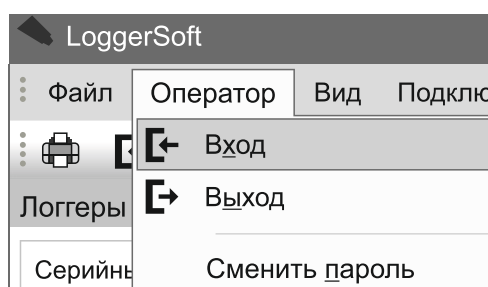 LoggerSoft
Файл Оператор Вид
Вход
Выход
Логгеры
Сменить пароль